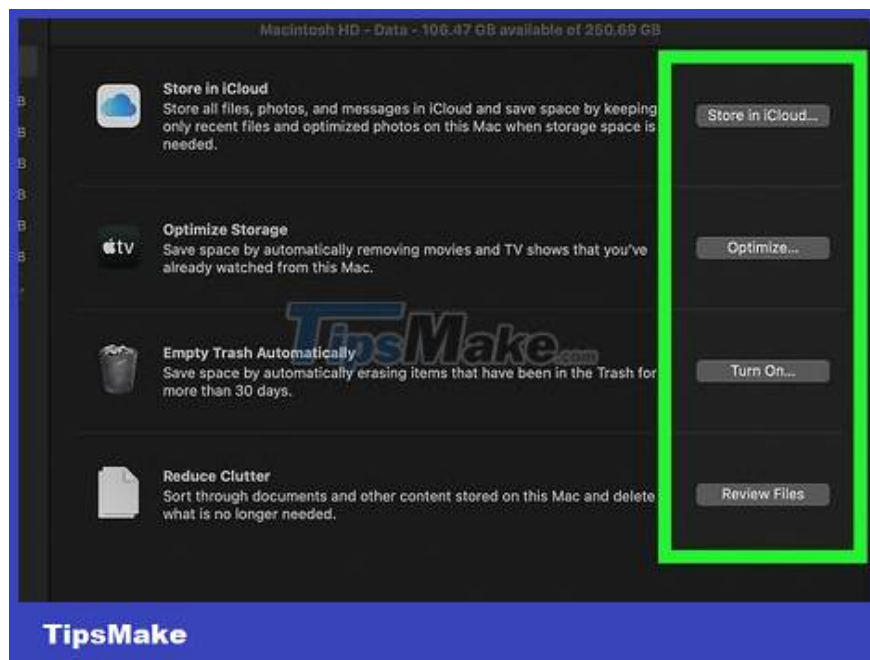 Macintosh HD - Data - 106.47 GB available of 250.69 GB
Store in iCloud
Store all files, photos, and messages in iCloud and save space by keeping
only recent files and optimized photos on this Mac when storage space is
needed.
Store in iCloud...
Optimize Storage
Save space by automatically removing movies and TV shows that you've
already watched from this Mac.
Optimize...
tv
TipsMake.com
Empty Trash Automatically
Save space by automatically erasing items that have been in the Trash for
more than 30 days.
Turn On...
Reduce Clutter
Sort through documents and other content stored on this Mac and delete
what is no longer needed.
Review Files
B
B
B
B
B
B
TipsMake